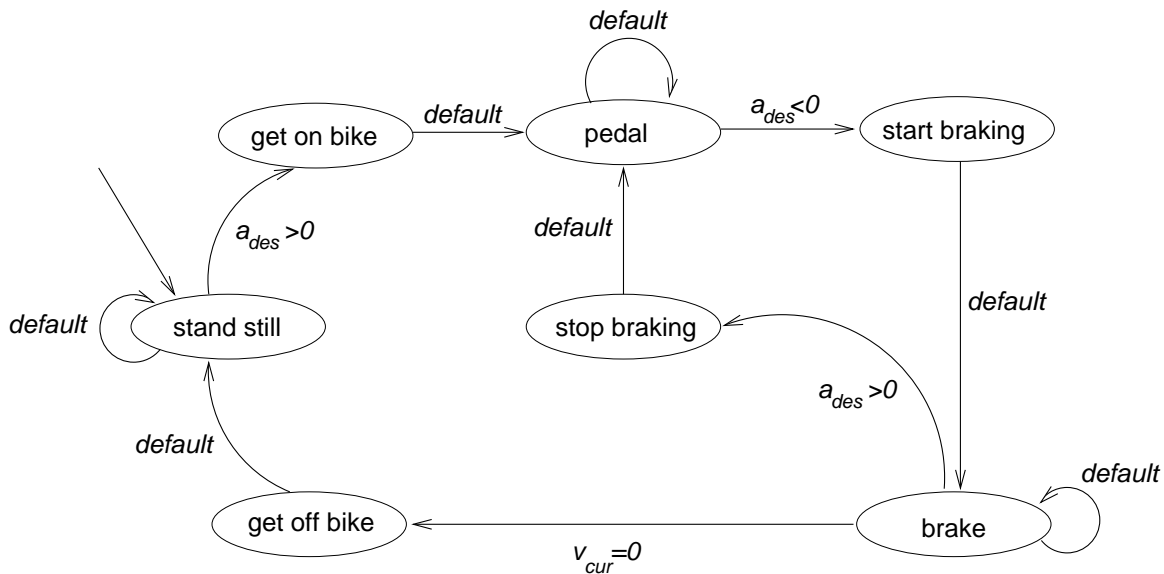 default
get on bike
default
pedal
a_des<0
start braking
a_des >0
default
default
default
stand still
stop braking
a_des >0
default
default
get off bike
v_cur=0
brake